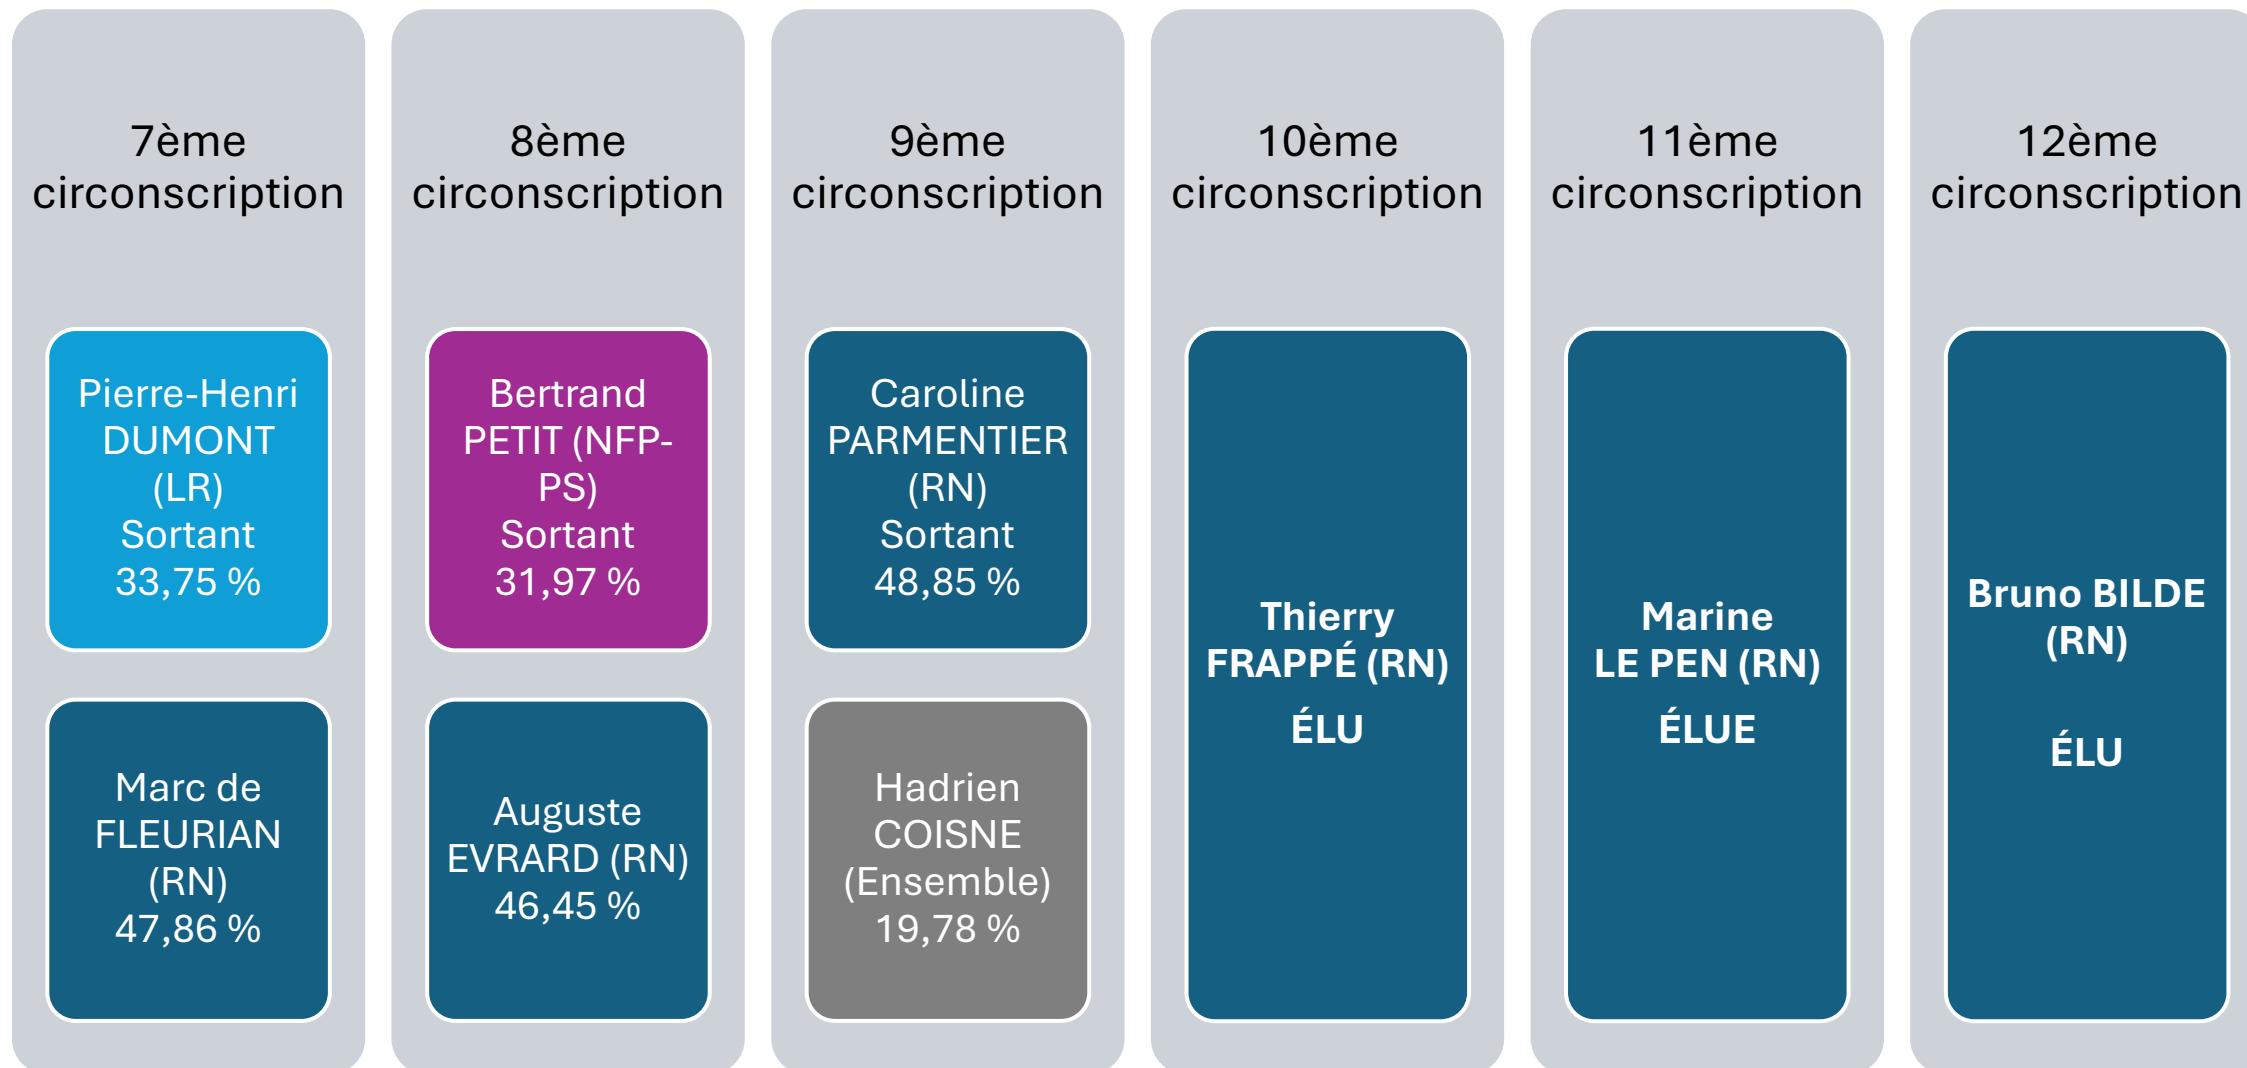 7ème
circonscription
Pierre-Henri
DUMONT
(LR)
Sortant
33,75 %
Marc de
FLEURIAN
(RN)
47,86 %
8ème
circonscription
Bertrand
PETIT (NFP-
PS)
Sortant
31,97 %
Auguste
EVRARD (RN)
46,45 %
9ème
circonscription
Caroline
PARMENTIER
(RN)
Sortant
48,85 %
Hadrien
COISNE
(Ensemble)
19,78 %
10ème
circonscription
Thierry
FRAPPÉ (RN)
ÉLU
11ème
circonscription
Marine
LE PEN (RN)
ÉLUE
12ème
circonscription
Bruno BILDE
(RN)
ÉLU